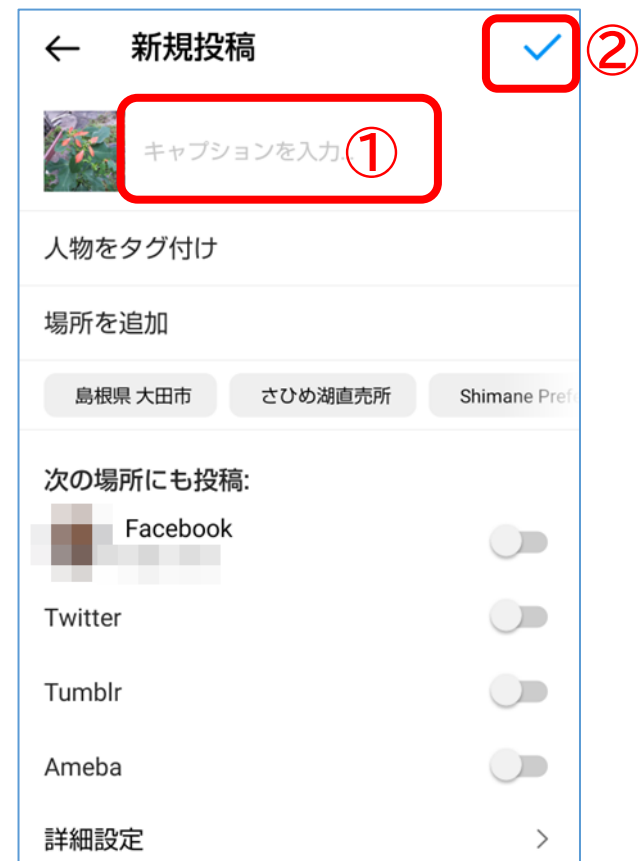 新規投稿
②
キャプションを入力...
①
人物をタグ付け
場所を追加
島根県 大田市 さひめ湖直売所 Shimane Pref
次の場所にも投稿:
Facebook
Twitter
Tumblr
Ameba
詳細設定